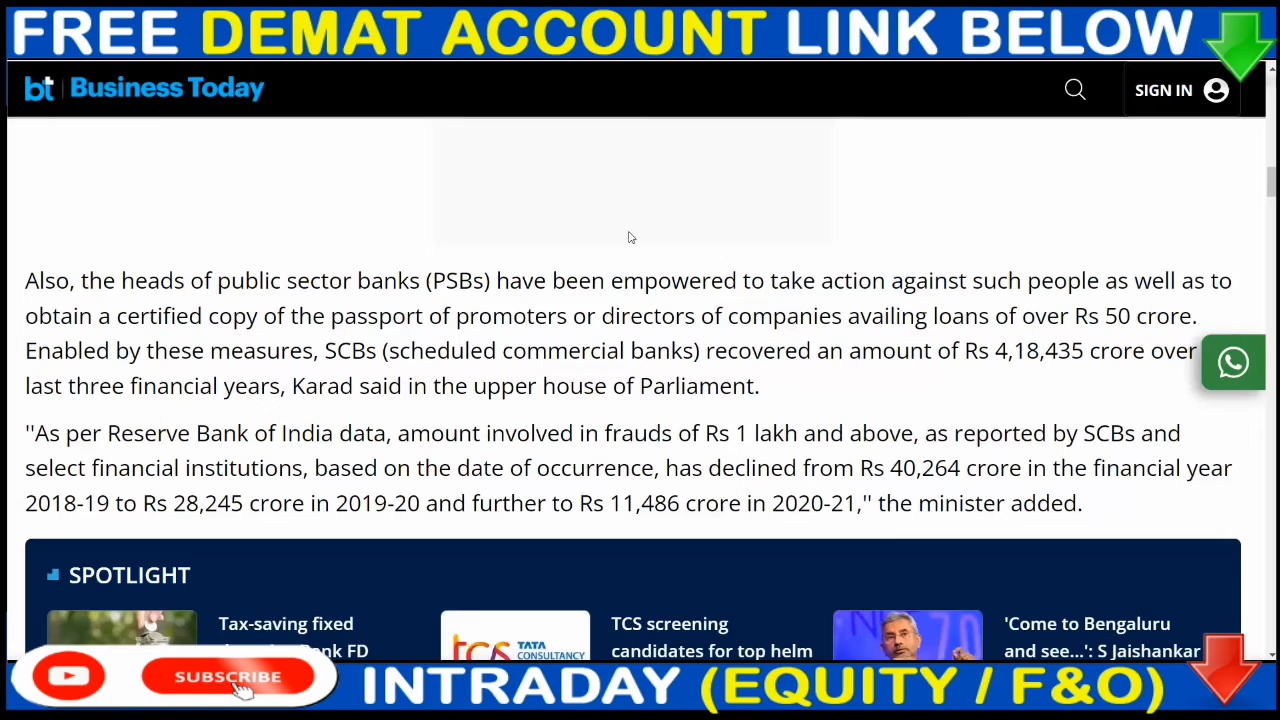 FREE DEMAT ACCOUNT LINK BELOW
bt Business Today
SIGN IN
Also, the heads of public sector banks (PSBs) have been empowered to take action against such people as well as to
obtain a certified copy of the passport of promoters or directors of companies availing loans of over Rs 50 crore.
Enabled by these measures, SCBs (scheduled commercial banks) recovered an amount of Rs 4,18,435 crore over
last three financial years, Karad said in the upper house of Parliament.
''As per Reserve Bank of India data, amount involved in frauds of Rs 1 lakh and above, as reported by SCBs and
select financial institutions, based on the date of occurrence, has declined from Rs 40,264 crore in the financial year
2018-19 to Rs 28,245 crore in 2019-20 and further to Rs 11,486 crore in 2020-21,'' the minister added.
SPOTLIGHT
Tax-saving fixed
FD
tcs TATA
CONSULTANCY
TCS screening
candidates for top helm
'Come to Bengaluru
and see...': S Jaishankar
SUBSCRIBE
INTRADAY (EQUITY / F&O)